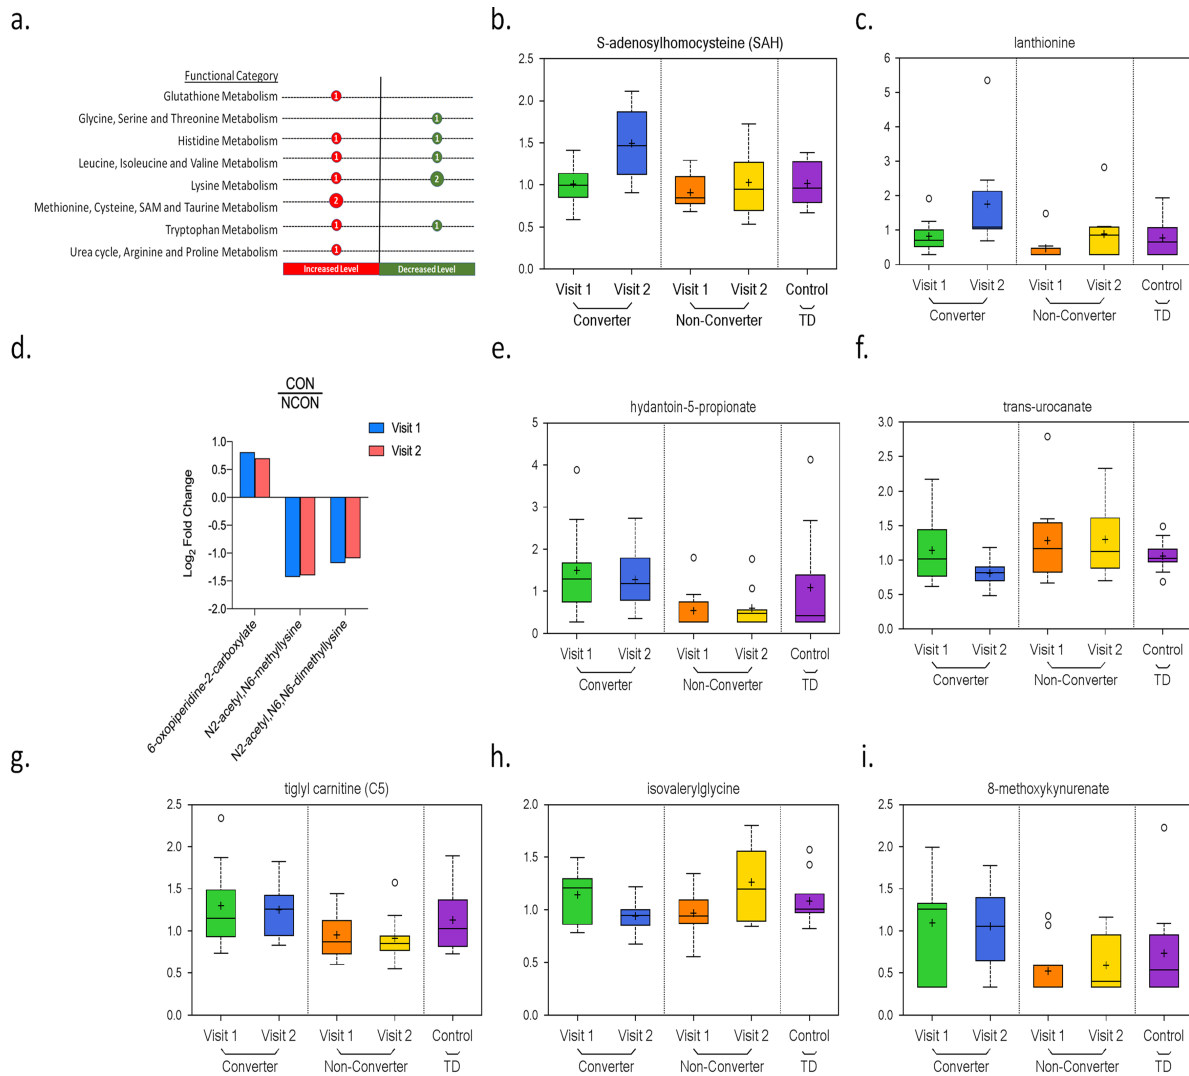 a.
Functional Category
Glutathione Metabolism
1
Glycine, Serine and Threonine Metabolism
1
Histidine Metabolism
1
1
Leucine, Isoleucine and Valine Metabolism
1
1
Lysine Metabolism
1
2
Methionine, Cysteine, SAM and Taurine Metabolism
2
Tryptophan Metabolism
1
1
Urea cycle, Arginine and Proline Metabolism
1
Increased Level
Decreased Level
b.
S-adenosylhomocysteine (SAH)
2.5
2.0
1.5
1.0
0.5
0.0
Visit 1
Visit 2
Visit 1
Visit 2
Control
Converter
Non-Converter
TD
c.
lanthionine
6
5
4
3
2
1
0
Visit 1
Visit 2
Visit 1
Visit 2
Control
Converter
Non-Converter
TD
d.
CON
NCON
Visit 1
Visit 2
Log2 Fold Change
1.0
0.5
0.0
-0.5
-1.0
-1.5
-2.0
6-oxopiperidine-2-carboxylate
N2-acetyl,N6-methyllysine
N2-acetyl,N6,N6-dimethyllysine
e.
hydantoin-5-propionate
5
4
3
2
1
0
Visit 1
Visit 2
Visit 1
Visit 2
Control
Converter
Non-Converter
TD
f.
trans-urocanate
3.0
2.5
2.0
1.5
1.0
0.5
0.0
Visit 1
Visit 2
Visit 1
Visit 2
Control
Converter
Non-Converter
TD
g.
tiglyl carnitine (C5)
2.5
2.0
1.5
1.0
0.5
0.0
Visit 1
Visit 2
Visit 1
Visit 2
Control
Converter
Non-Converter
TD
h.
isovalerylglycine
2.0
1.5
1.0
0.5
0.0
Visit 1
Visit 2
Visit 1
Visit 2
Control
Converter
Non-Converter
TD
i.
8-methoxykynurenate
2.5
2.0
1.5
1.0
0.5
0.0
Visit 1
Visit 2
Visit 1
Visit 2
Control
Converter
Non-Converter
TD